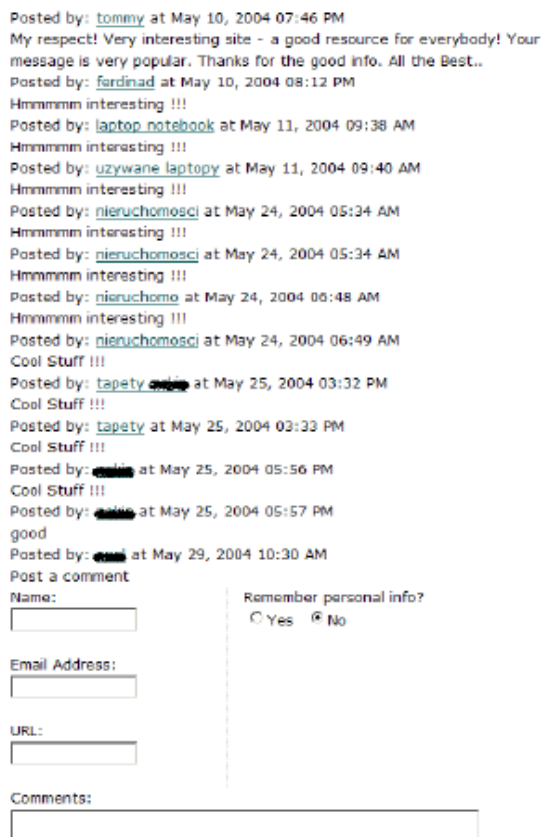 Posted by: tommy at May 10, 2004 07:46 PM
My respect! Very interesting site - a good resource for everybody! Your
message is very popular. Thanks for the good info. All the Best..
Posted by: ferdinad at May 10, 2004 08:12 PM
Hmmmmm interesting !!!
Posted by: laptop notebook at May 11, 2004 09:38 AM
Hmmmmm interesting !!!
Posted by: uzywane laptopy at May 11, 2004 09:40 AM
Hmmmmm interesting !!!
Posted by: nieruchomosci at May 24, 2004 05:34 AM
Hmmmmm interesting !!!
Posted by: nieruchomosci at May 24, 2004 05:34 AM
Hmmmmm interesting !!!
Posted by: nieruchomo at May 24, 2004 06:48 AM
Hmmmmm interesting !!!
Posted by: nieruchomosci at May 24, 2004 06:49 AM
Cool Stuff !!!
Posted by: tapety at May 25, 2004 03:32 PM
Cool Stuff !!!
Posted by: tapety at May 25, 2004 03:33 PM
Cool Stuff !!!
Posted by: at May 25, 2004 05:56 PM
Cool Stuff !!!
Posted by: at May 25, 2004 05:57 PM
good
Posted by: at May 29, 2004 10:30 AM
Post a comment
Name: Remember personal info?
Yes No
Email Address:
URL:
Comments: